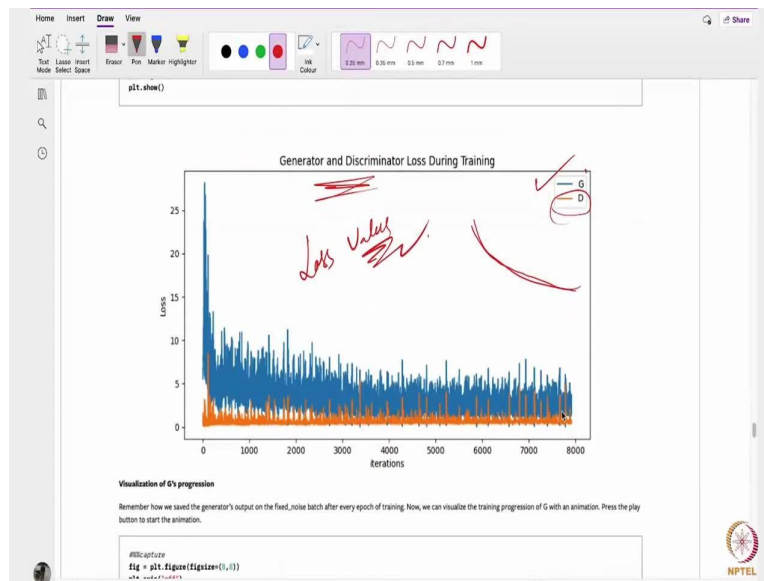 Home Insert Draw View
Share
Text Mode
Lasso Select
Insert Space
Eraser
Pen
Marker
Highlighter
Ink Colour
0.25 mm
0.35 mm
0.5 mm
0.7 mm
1 mm
plt.show()
Generator and Discriminator Loss During Training
G
D
Loss Value
Loss
25
20
15
10
5
0
0 1000 2000 3000 4000 5000 6000 7000 8000
iterations
Visualization of G's progression
Remember how we saved the generator's output on the fixed_noise batch after every epoch of training. Now, we can visualize the training progression of G with an animation. Press the play
button to start the animation.
#%%capture
fig = plt.figure(figsize=(8,8))
plt.axis("off")
NPTEL